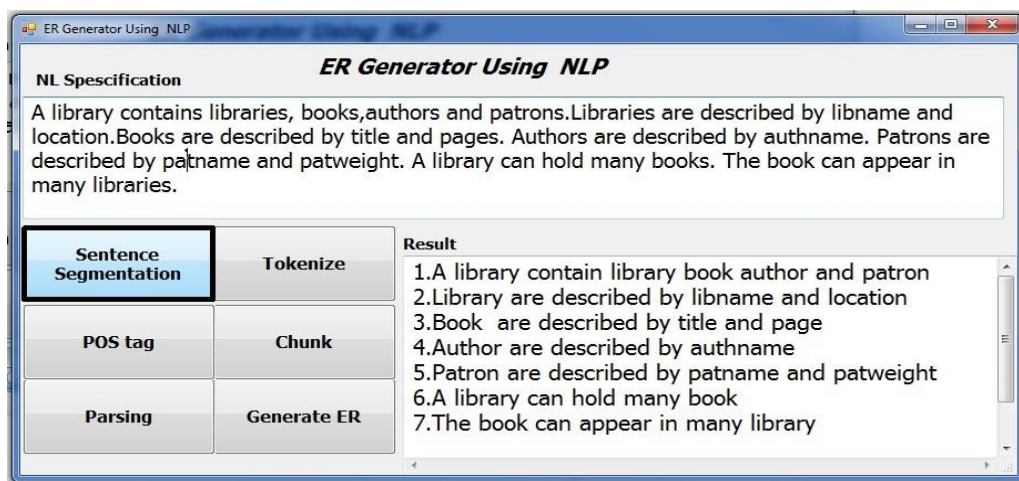 ER Generator Using NLP
ER Generator Using NLP
NL Spescification
A library contains libraries, books,authors and patrons.Libraries are described by libname and
location.Books are described by title and pages. Authors are described by authname. Patrons are
described by patname and patweight. A library can hold many books. The book can appear in
many libraries.
Sentence
Segmentation
Tokenize
POS tag
Chunk
Parsing
Generate ER
Result
1.A library contain library book author and patron
2.Library are described by libname and location
3.Book are described by title and page
4.Author are described by authname
5.Patron are described by patname and patweight
6.A library can hold many book
7.The book can appear in many library